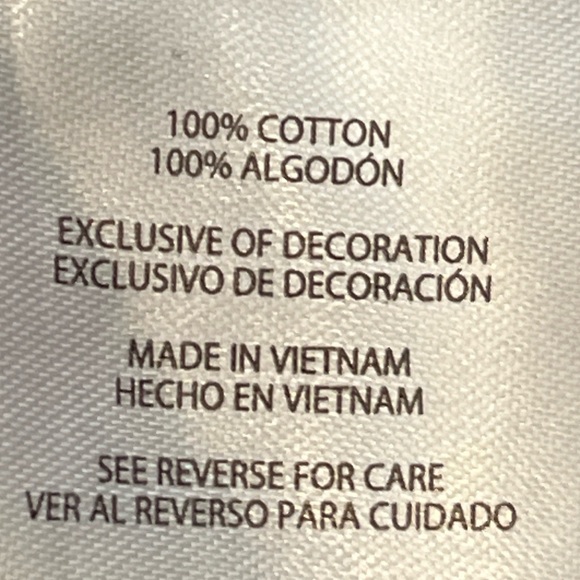 100% COTTON
100% ALGODÓN
EXCLUSIVE OF DECORATION
EXCLUSIVO DE DECORACIÓN
MADE IN VIETNAM
HECHO EN VIETNAM
SEE REVERSE FOR CARE
VER AL REVERSO PARA CUIDADO